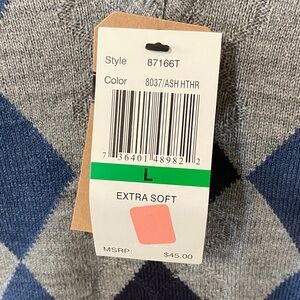 Style 87166T
Color 8037/ASH HTHR
7 36401 48982 2
L
EXTRA SOFT
MSRP: $45.00